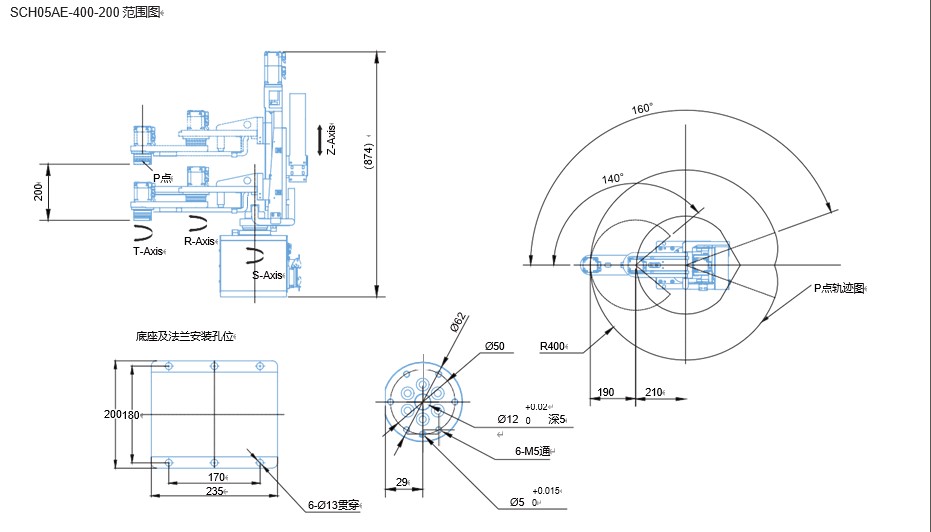 SCH05AE-400-200 范围图
160°
Z-Axis
(874)
140°
P点
200
R-Axis
T-Axis
S-Axis
P点轨迹图
底座及法兰安装孔位
Ø62
Ø50
R400
190
210
200
180
Ø12 +0.02 0 深5
6-M5通
170
29
235
6-Ø13贯穿
Ø5 +0.015 0